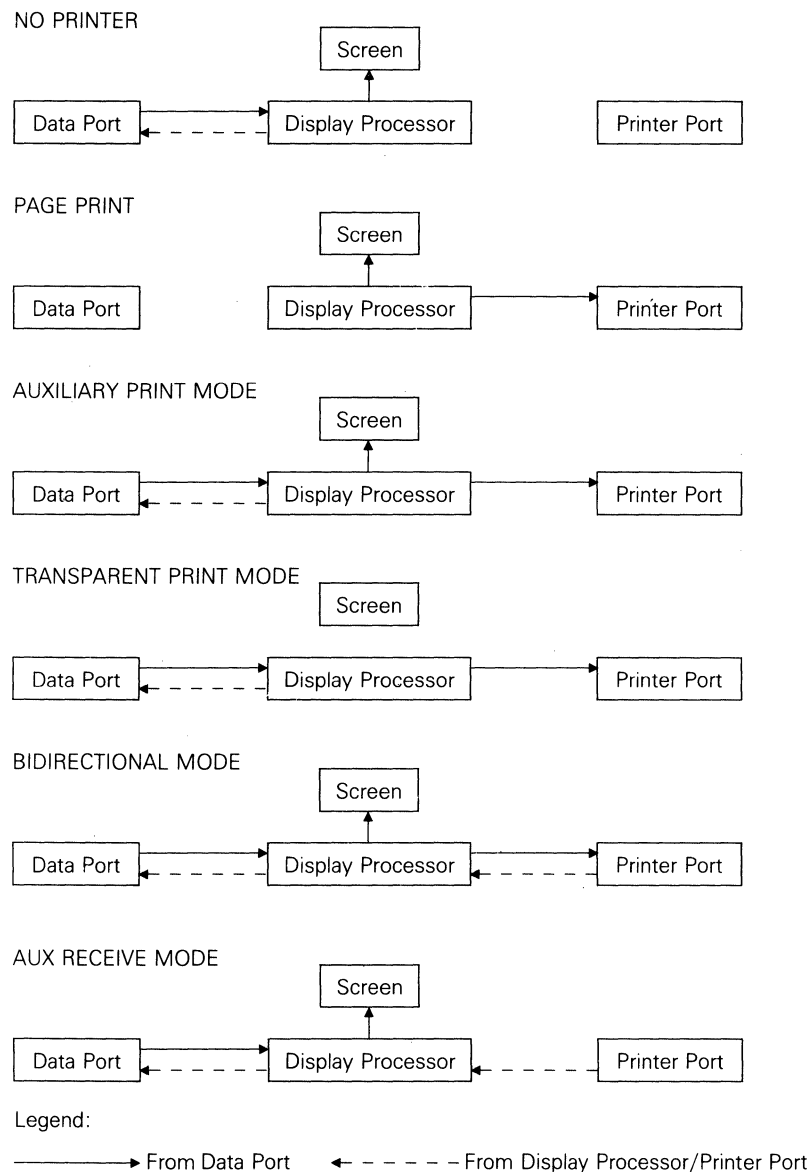 NO PRINTER
Screen
Data Port Display Processor Printer Port
PAGE PRINT
Screen
Data Port Display Processor Printer Port
AUXILIARY PRINT MODE
Screen
Data Port Display Processor Printer Port
TRANSPARENT PRINT MODE
Screen
Data Port Display Processor Printer Port
BIDIRECTIONAL MODE
Screen
Data Port Display Processor Printer Port
AUX RECEIVE MODE
Screen
Data Port Display Processor Printer Port
Legend:
From Data Port From Display Processor/Printer Port